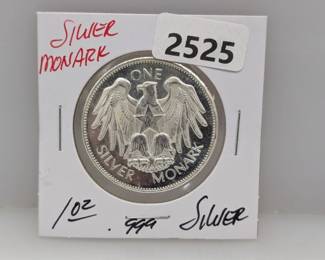 SILVER
MONARK
2525
ONE
SILVER MONARK
1oz .999 SILVER